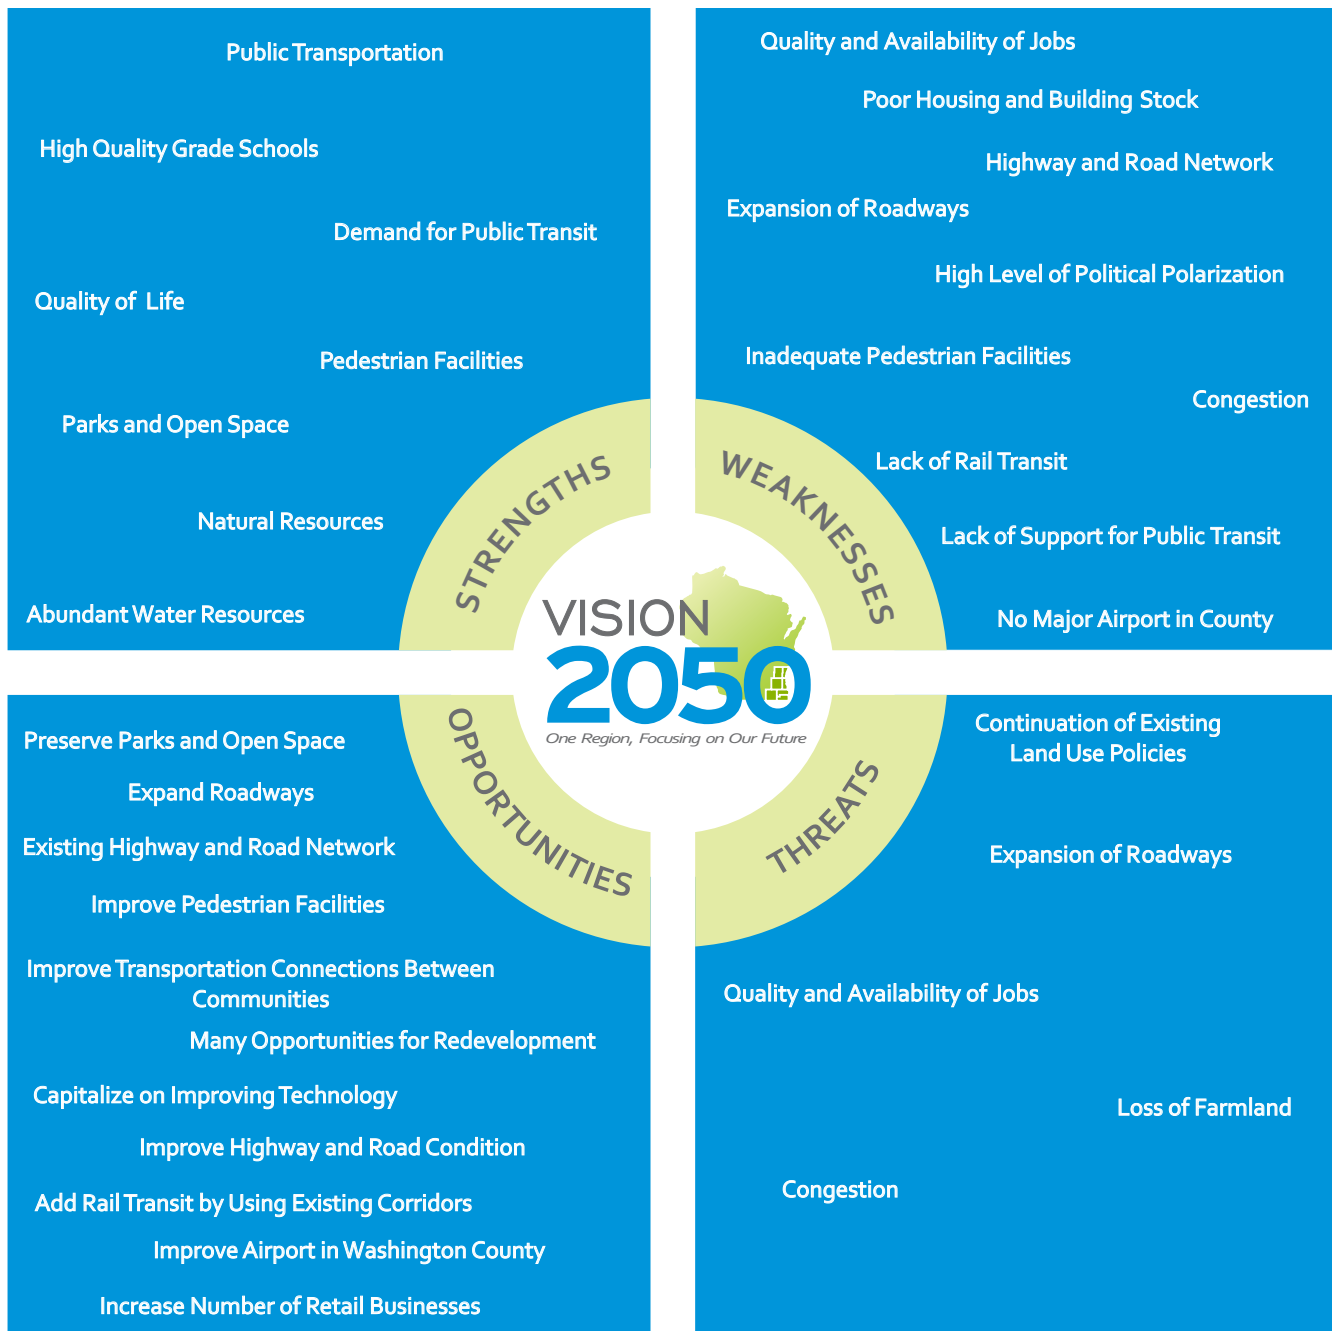 Public Transportation
High Quality Grade Schools
Demand for Public Transit
Quality of Life
Pedestrian Facilities
Parks and Open Space
Natural Resources
Abundant Water Resources
STRENGTHS
Quality and Availability of Jobs
Poor Housing and Building Stock
Highway and Road Network
Expansion of Roadways
High Level of Political Polarization
Inadequate Pedestrian Facilities
Congestion
Lack of Rail Transit
Lack of Support for Public Transit
No Major Airport in County
WEAKNESSES
VISION
2050
One Region, Focusing on Our Future
OPPORTUNITIES
Preserve Parks and Open Space
Expand Roadways
Existing Highway and Road Network
Improve Pedestrian Facilities
Improve Transportation Connections Between
Communities
Many Opportunities for Redevelopment
Capitalize on Improving Technology
Improve Highway and Road Condition
Add Rail Transit by Using Existing Corridors
Improve Airport in Washington County
Increase Number of Retail Businesses
THREATS
Continuation of Existing
Land Use Policies
Expansion of Roadways
Quality and Availability of Jobs
Loss of Farmland
Congestion